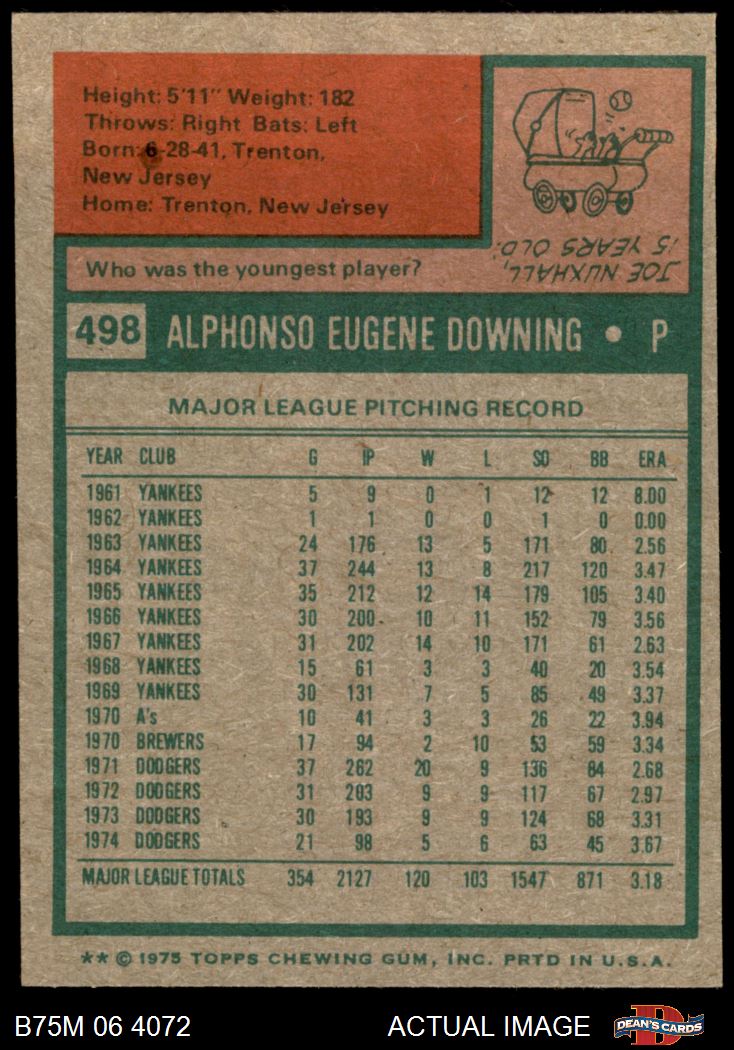 Height: 5'11" Weight: 182
Throws: Right Bats: Left
Born: 6-28-41, Trenton,
New Jersey
Home: Trenton, New Jersey
Who was the youngest player?
JOE NUXHALL,
15 YEARS OLD.
498 ALPHONSO EUGENE DOWNING • P
MAJOR LEAGUE PITCHING RECORD
YEAR CLUB G IP W L SO BB ERA
1961 YANKEES 5 9 0 1 12 12 8.00
1962 YANKEES 1 1 0 0 1 0 0.00
1963 YANKEES 24 176 13 5 171 80 2.56
1964 YANKEES 37 244 13 8 217 120 3.47
1965 YANKEES 35 212 12 14 179 105 3.40
1966 YANKEES 30 200 10 11 152 79 3.56
1967 YANKEES 31 202 14 10 171 61 2.63
1968 YANKEES 15 61 3 3 40 20 3.54
1969 YANKEES 30 131 7 5 85 49 3.37
1970 A's 10 41 3 3 26 22 3.94
1970 BREWERS 17 94 2 10 53 59 3.34
1971 DODGERS 37 262 20 9 136 84 2.68
1972 DODGERS 31 203 9 9 117 67 2.97
1973 DODGERS 30 193 9 9 124 68 3.31
1974 DODGERS 21 98 5 6 63 45 3.67
MAJOR LEAGUE TOTALS 354 2127 120 103 1547 871 3.18
** © 1975 TOPPS CHEWING GUM, INC. PRTD IN U.S.A.
B75M 06 4072 ACTUAL IMAGE DEAN'S CARDS